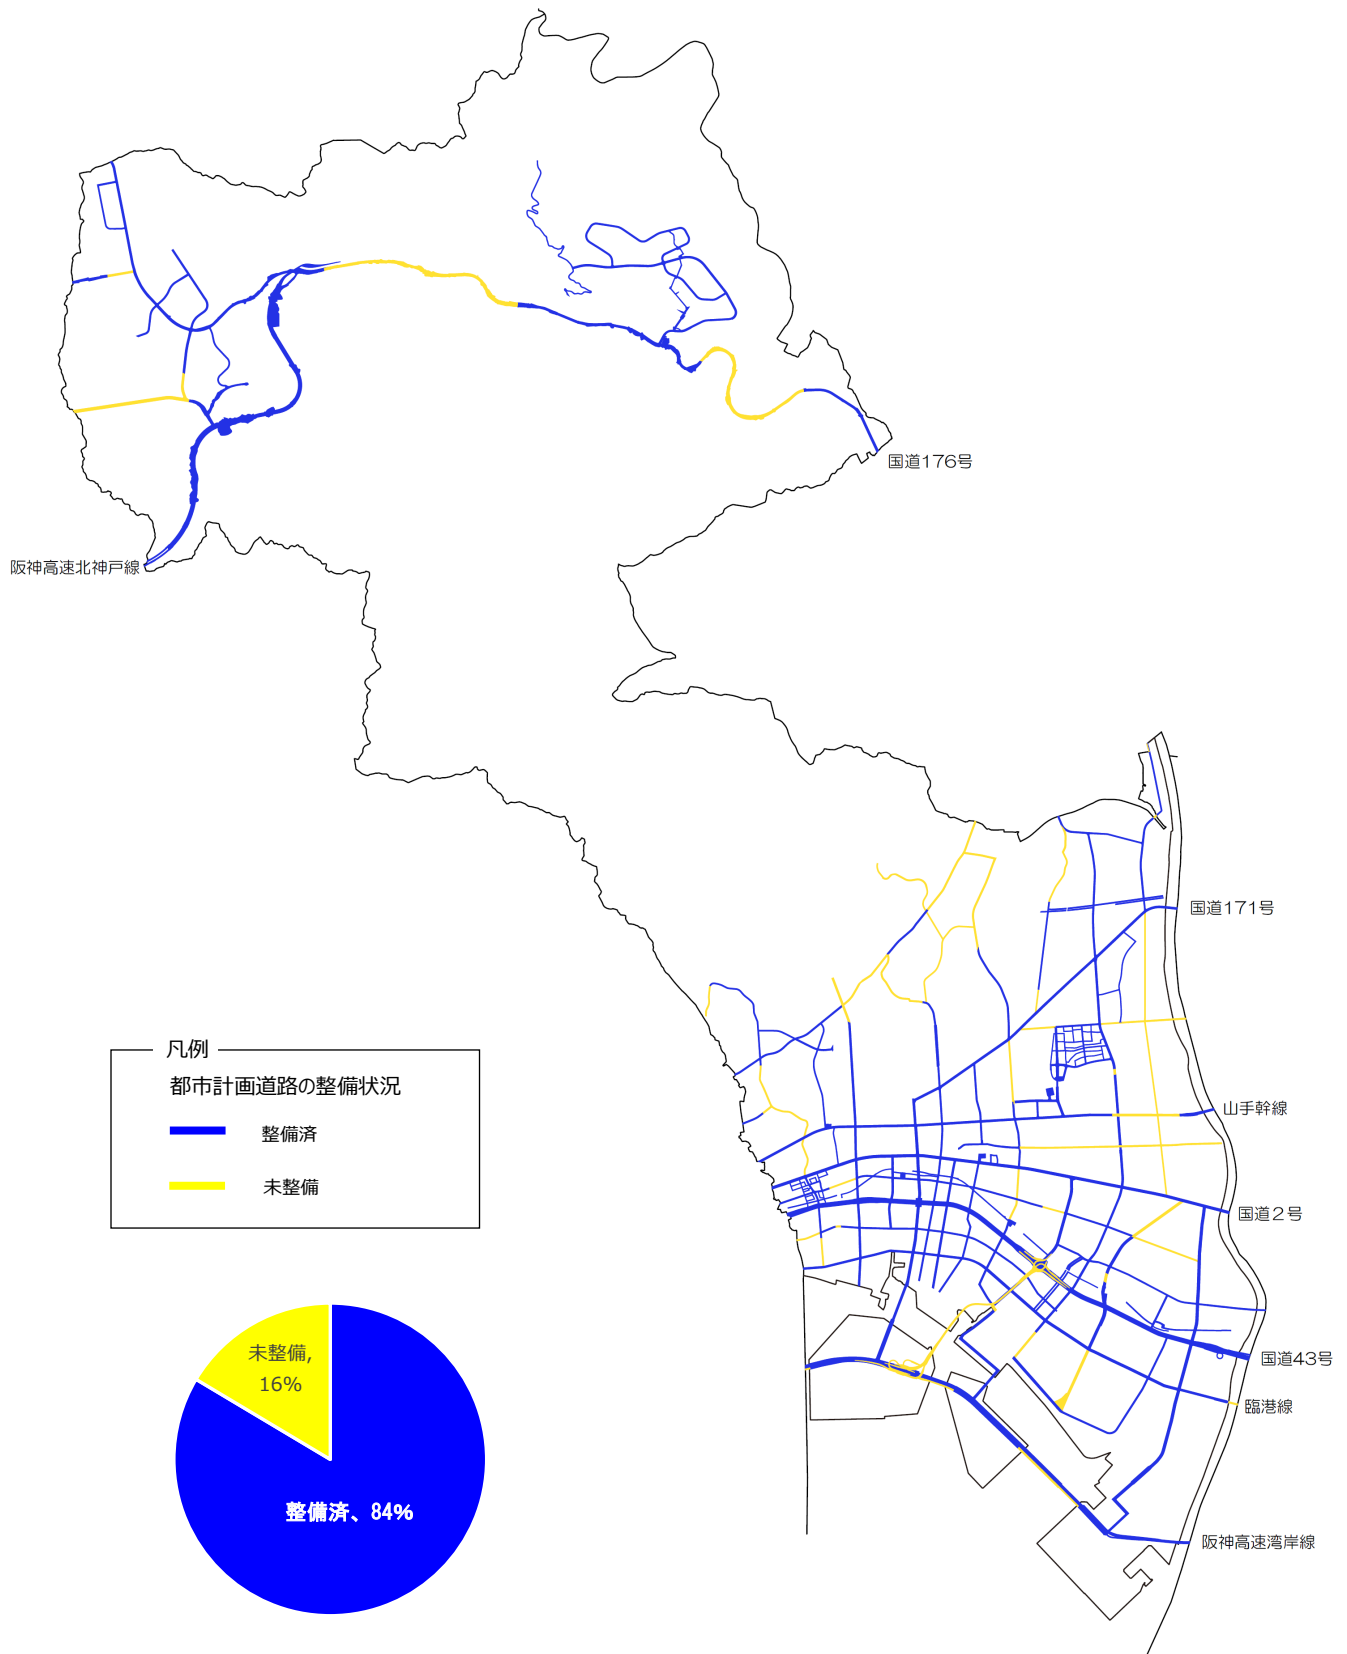 国道176号
阪神高速北神戸線
国道171号
凡例
都市計画道路の整備状況
整備済
未整備
山手幹線
国道2号
未整備,
16%
整備済、84%
国道43号
臨港線
阪神高速湾岸線